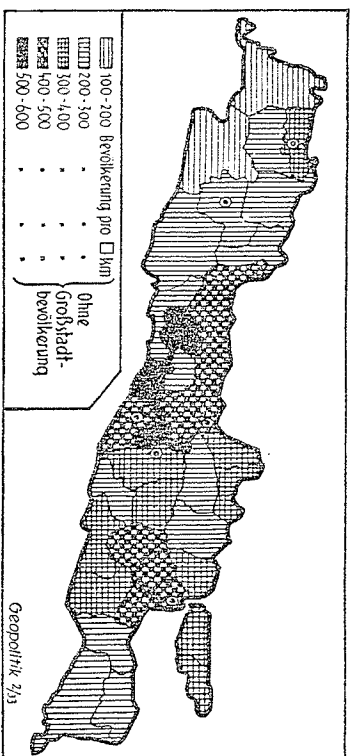 100-200 Bevölkerung pro □km
200-300 " " "
300-400 " " "
400-500 " " "
500-600 " " "
Ohne
Großstadt-
bevölkerung
Geopolitik 2/33